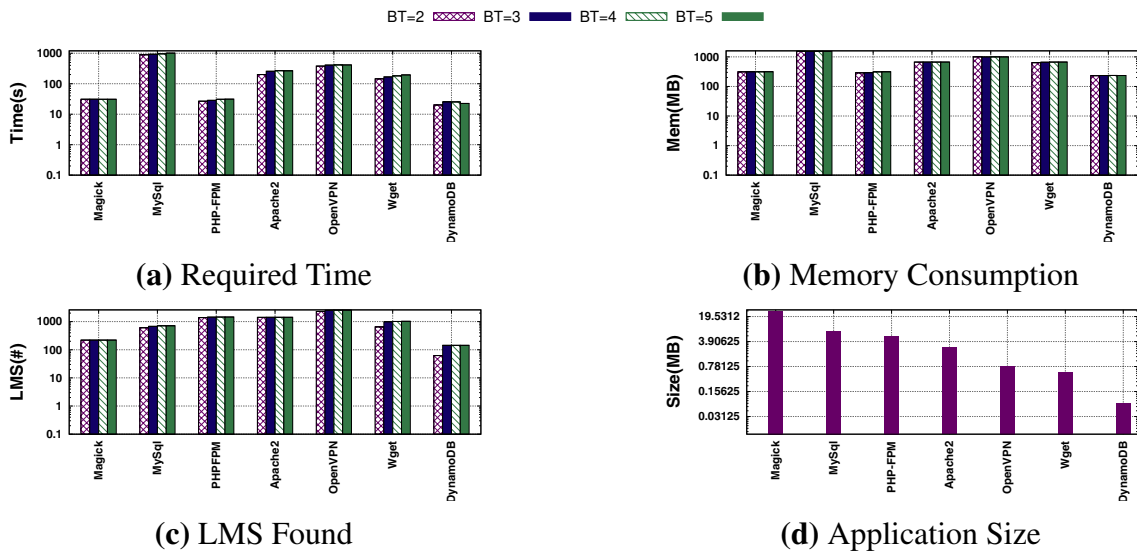 BT=2 BT=3 BT=4 BT=5
Time(s)
1000
100
10
1
0.1
Magick
MySql
PHP-FPM
Apache2
OpenVPN
Wget
DynamoDB
(a) Required Time
Mem(MB)
1000
100
10
1
0.1
Magick
MySql
PHP-FPM
Apache2
OpenVPN
Wget
DynamoDB
(b) Memory Consumption
LMS(#)
1000
100
10
1
0.1
Magick
MySql
PHPFPM
Apache2
OpenVPN
Wget
DynamoDB
(c) LMS Found
Size(MB)
19.5312
3.90625
0.78125
0.15625
0.03125
Magick
MySql
PHP-FPM
Apache2
OpenVPN
Wget
DynamoDB
(d) Application Size